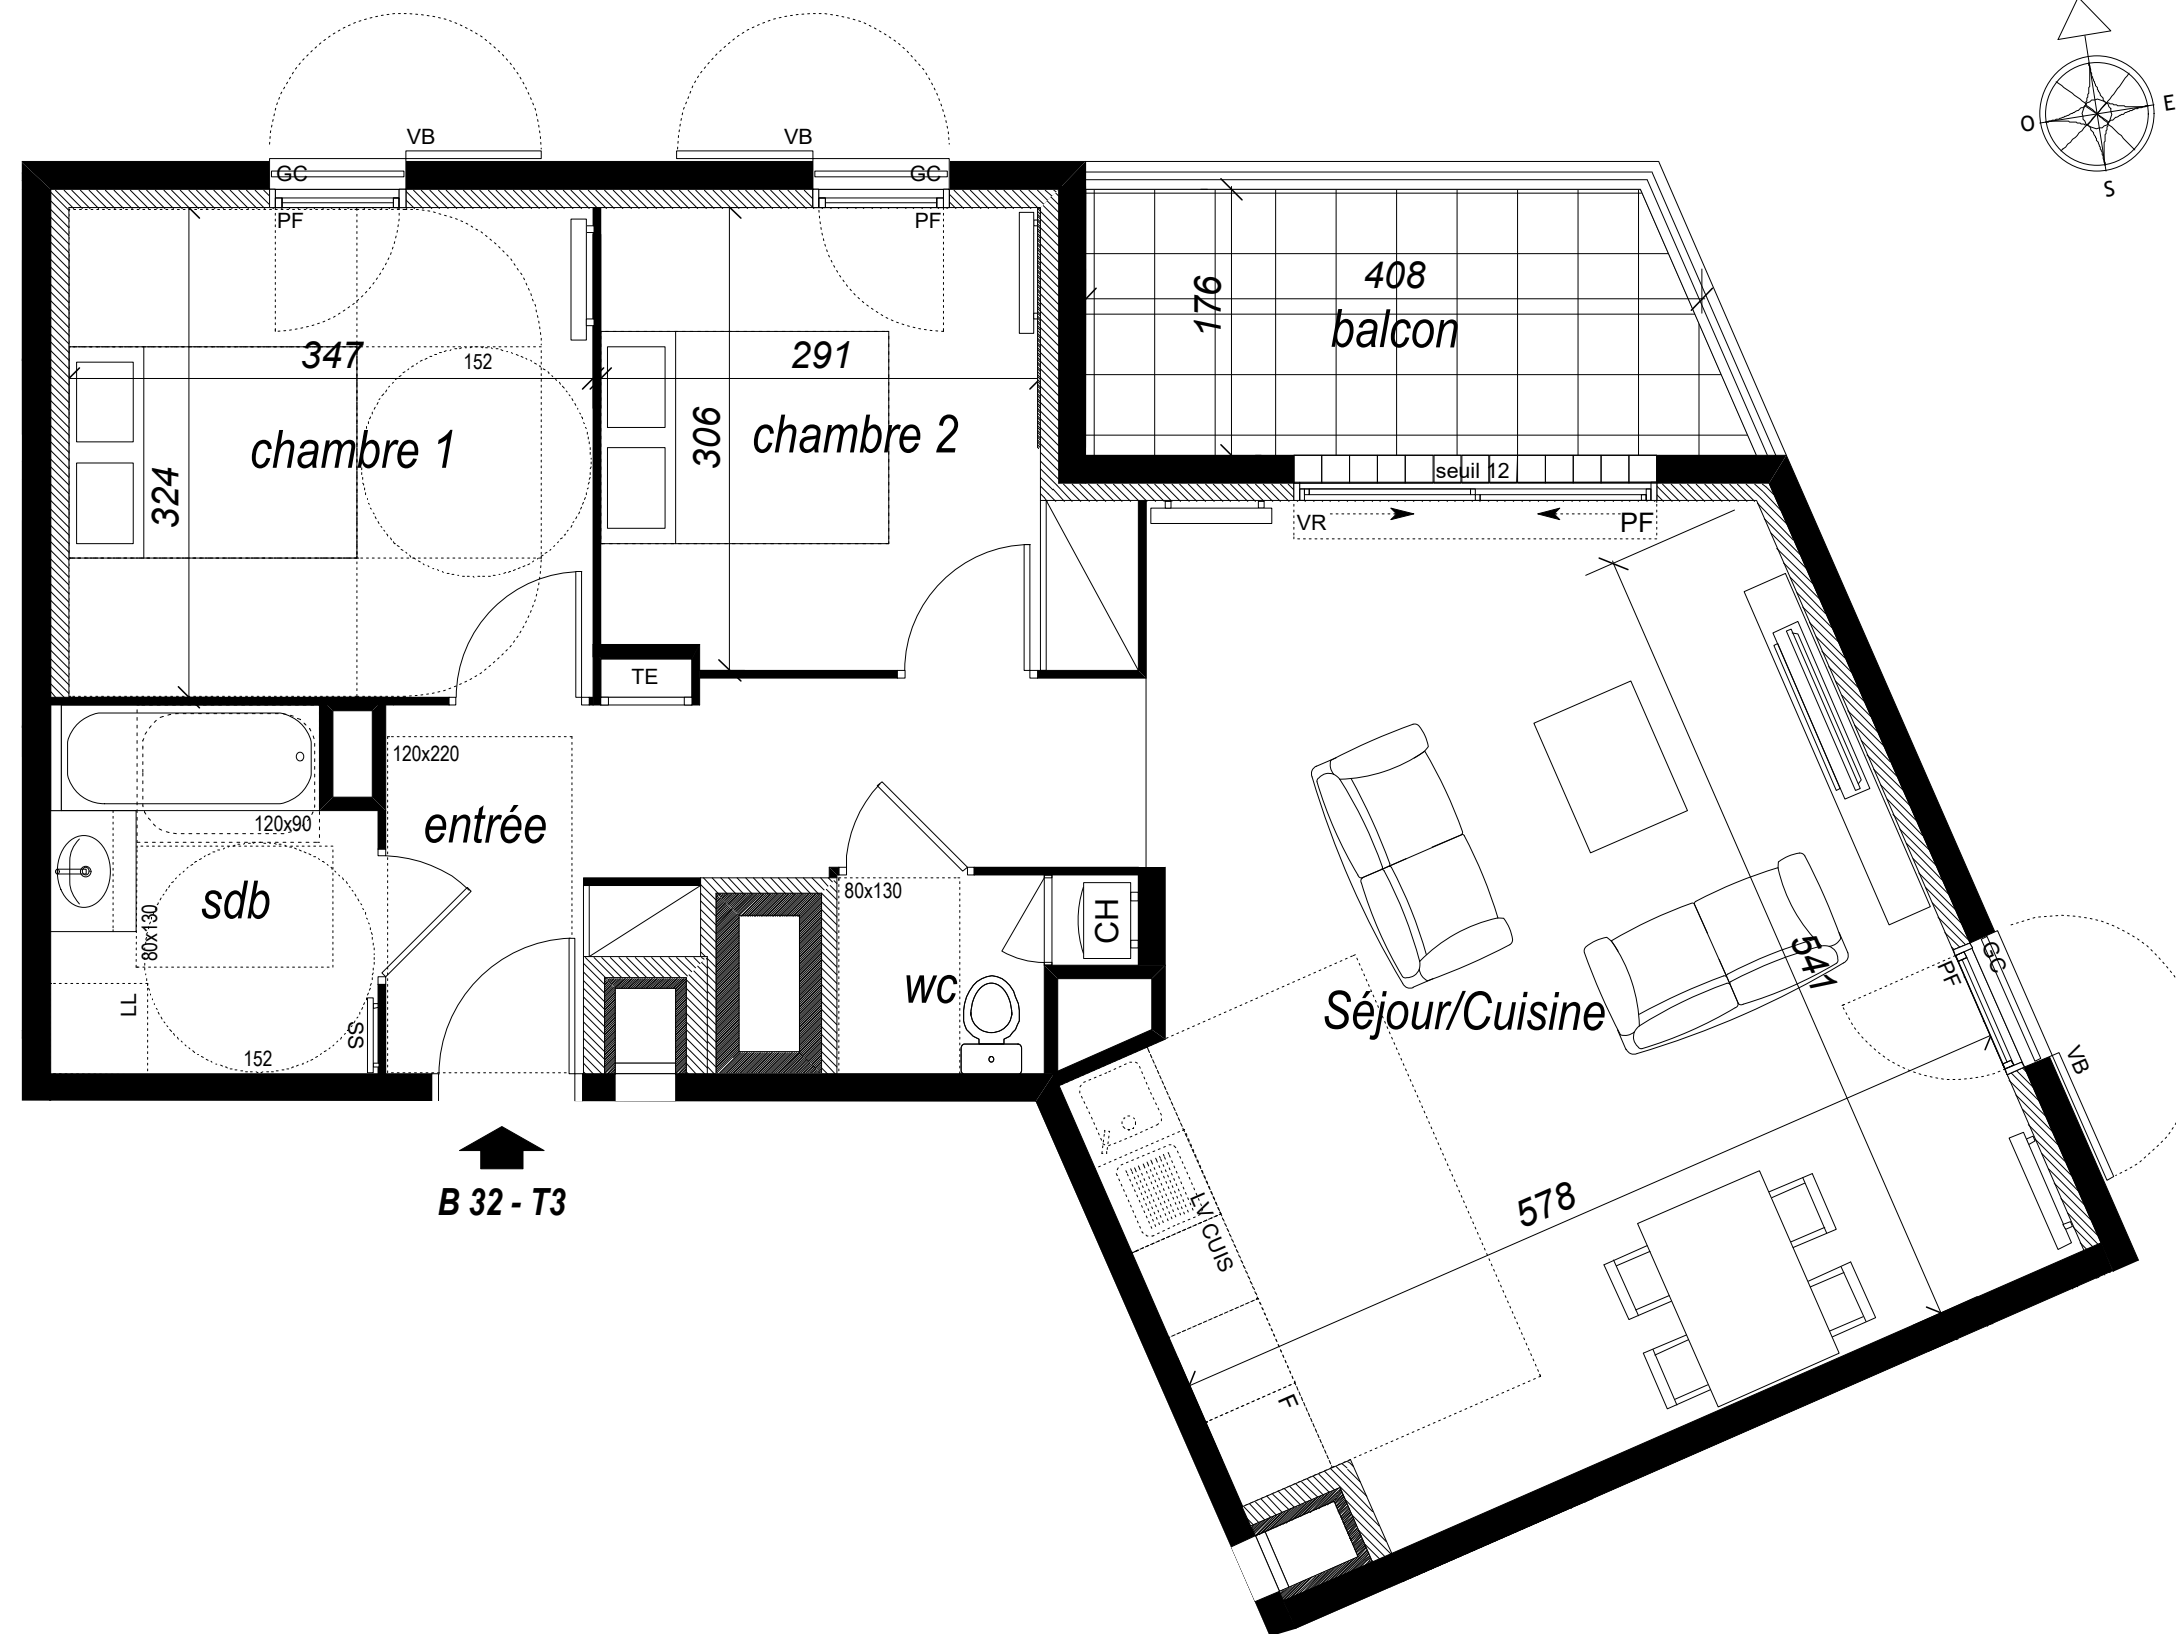 VB
VB
GC
GC
PF
PF
E
O
S
408
176
balcon
347
152
291
306
chambre 2
chambre 1
324
seuil 12
VR
PF
TE
120x220
entrée
120x90
80x130
sdb
80x130
wc
CH
LL
SS
152
541
Séjour/Cuisine
GC
PF
VB
578
LV CUIS
F
B 32 - T3